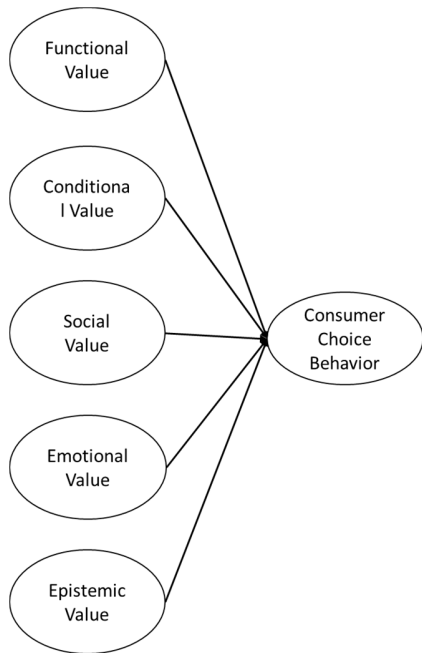 Functional
Value
Conditiona
l Value
Social
Value
Consumer
Choice
Behavior
Emotional
Value
Epistemic
Value